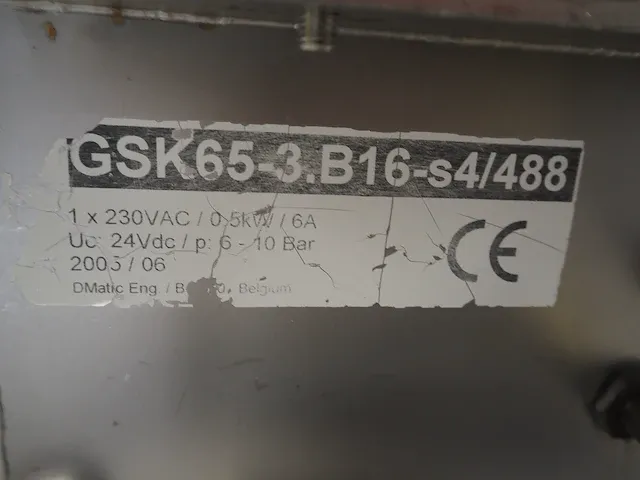 GSK65-3.B16-s4/488
1 x 230VAC / 0,5kW / 6A
Uc: 24Vdc / p: 6 - 10 Bar
/ 06
CE
DMatic Eng. / Belgium